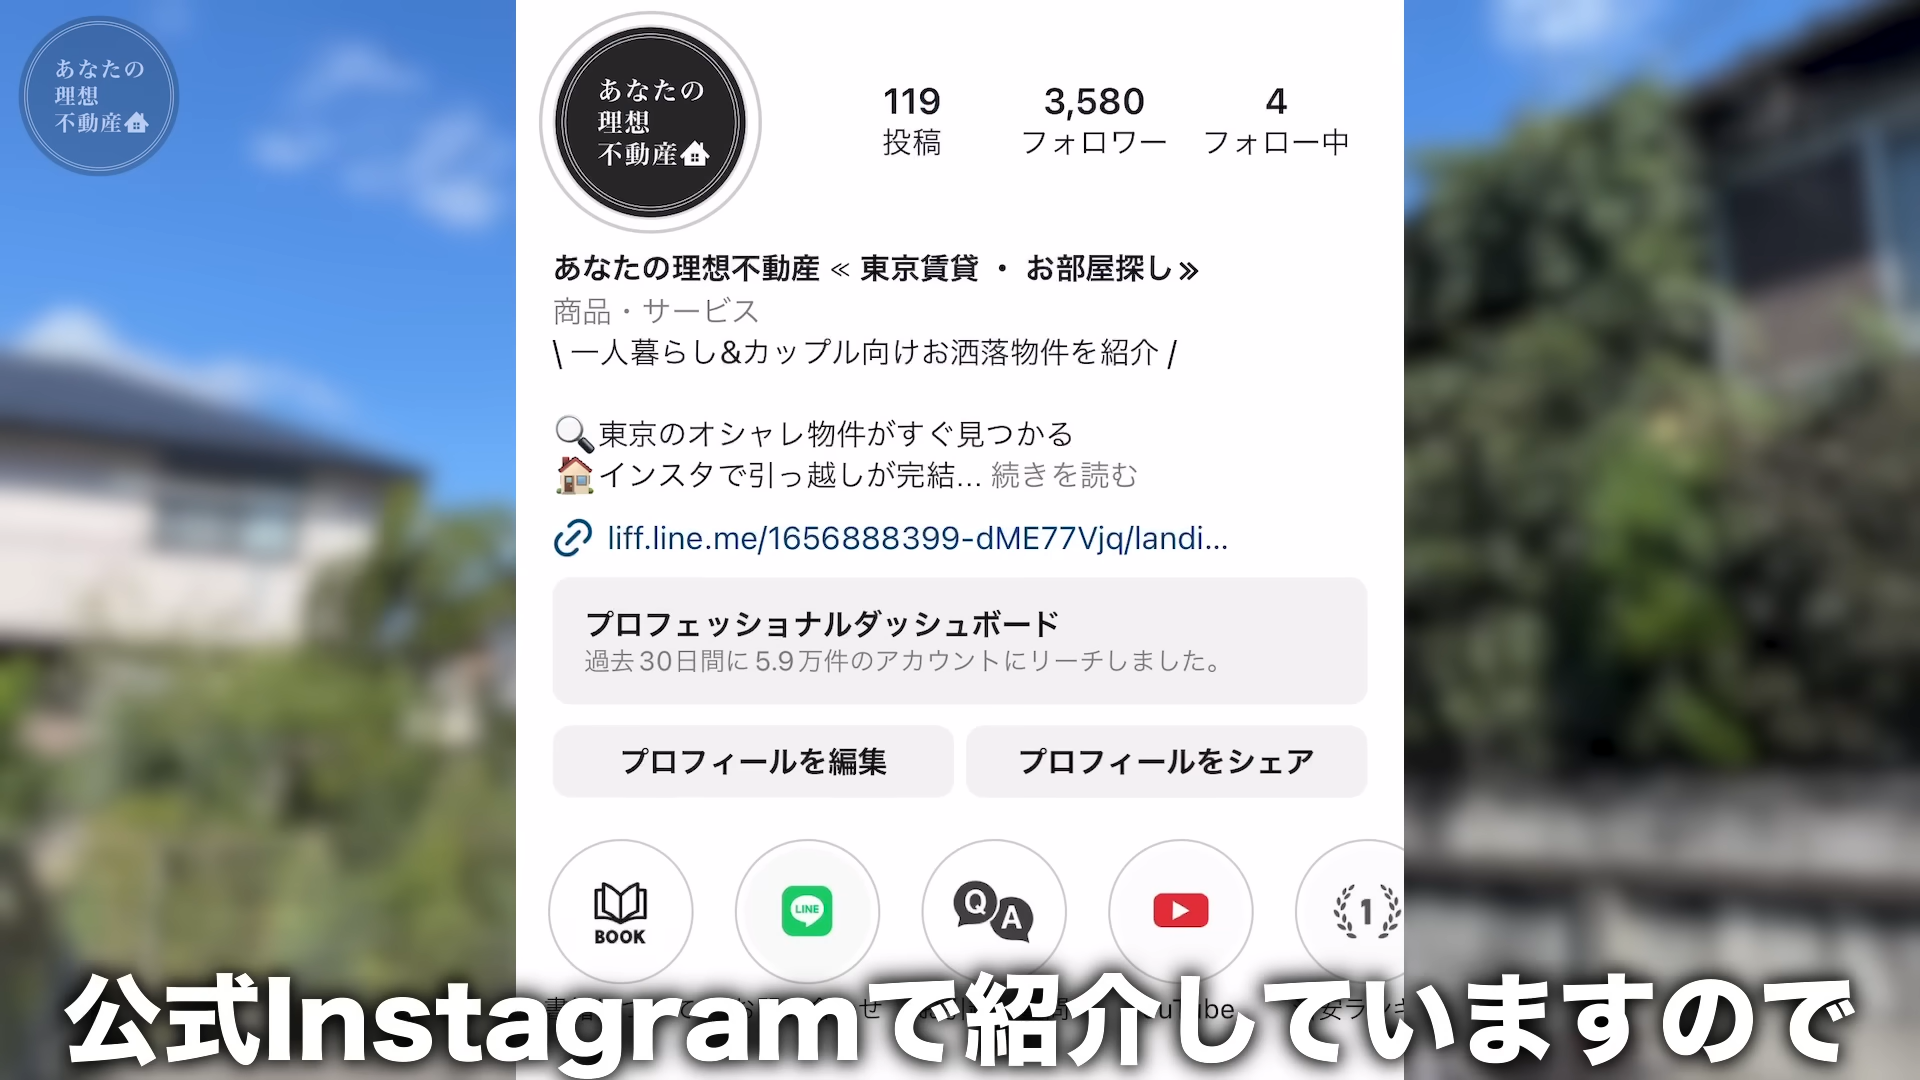 あなたの
理想
不動産
あなたの
理想
不動産
119
投稿
3,580
フォロワー
4
フォロー中
あなたの理想不動産 ≪ 東京賃貸 ・ お部屋探し≫
商品・サービス
\ 一人暮らし&カップル向けお洒落物件を紹介 /
🔍東京のオシャレ物件がすぐ見つかる
🏠インスタで引っ越しが完結... 続きを読む
liff.line.me/1656888399-dME77Vjq/landi...
プロフェッショナルダッシュボード
過去30日間に5.9万件のアカウントにリーチしました。
プロフィールを編集
プロフィールをシェア
BOOK
LINE
Q A
1
公式Instagramで紹介していますので